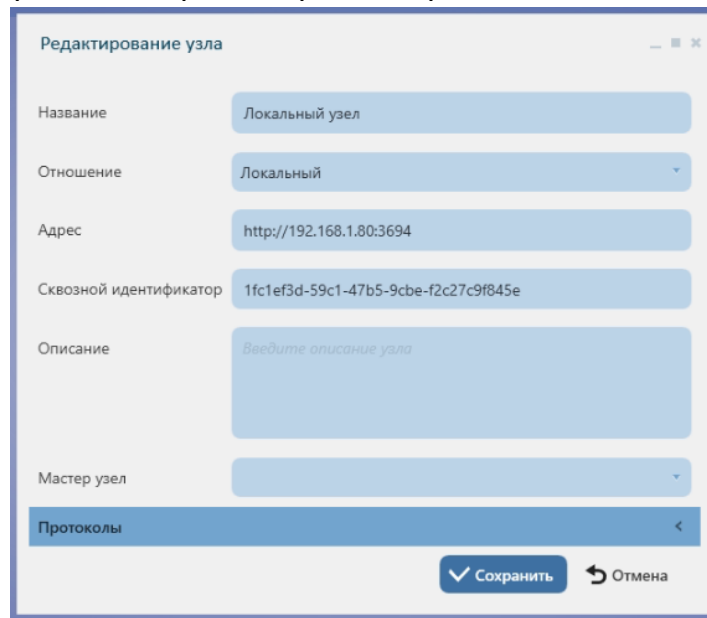 Редактирование узла
Название Локальный узел
Отношение Локальный
Адрес http://192.168.1.80:3694
Сквозной идентификатор 1fc1ef3d-59c1-47b5-9cbe-f2c27c9f845e
Описание Введите описание узла
Мастер узел
Протоколы
Сохранить Отмена